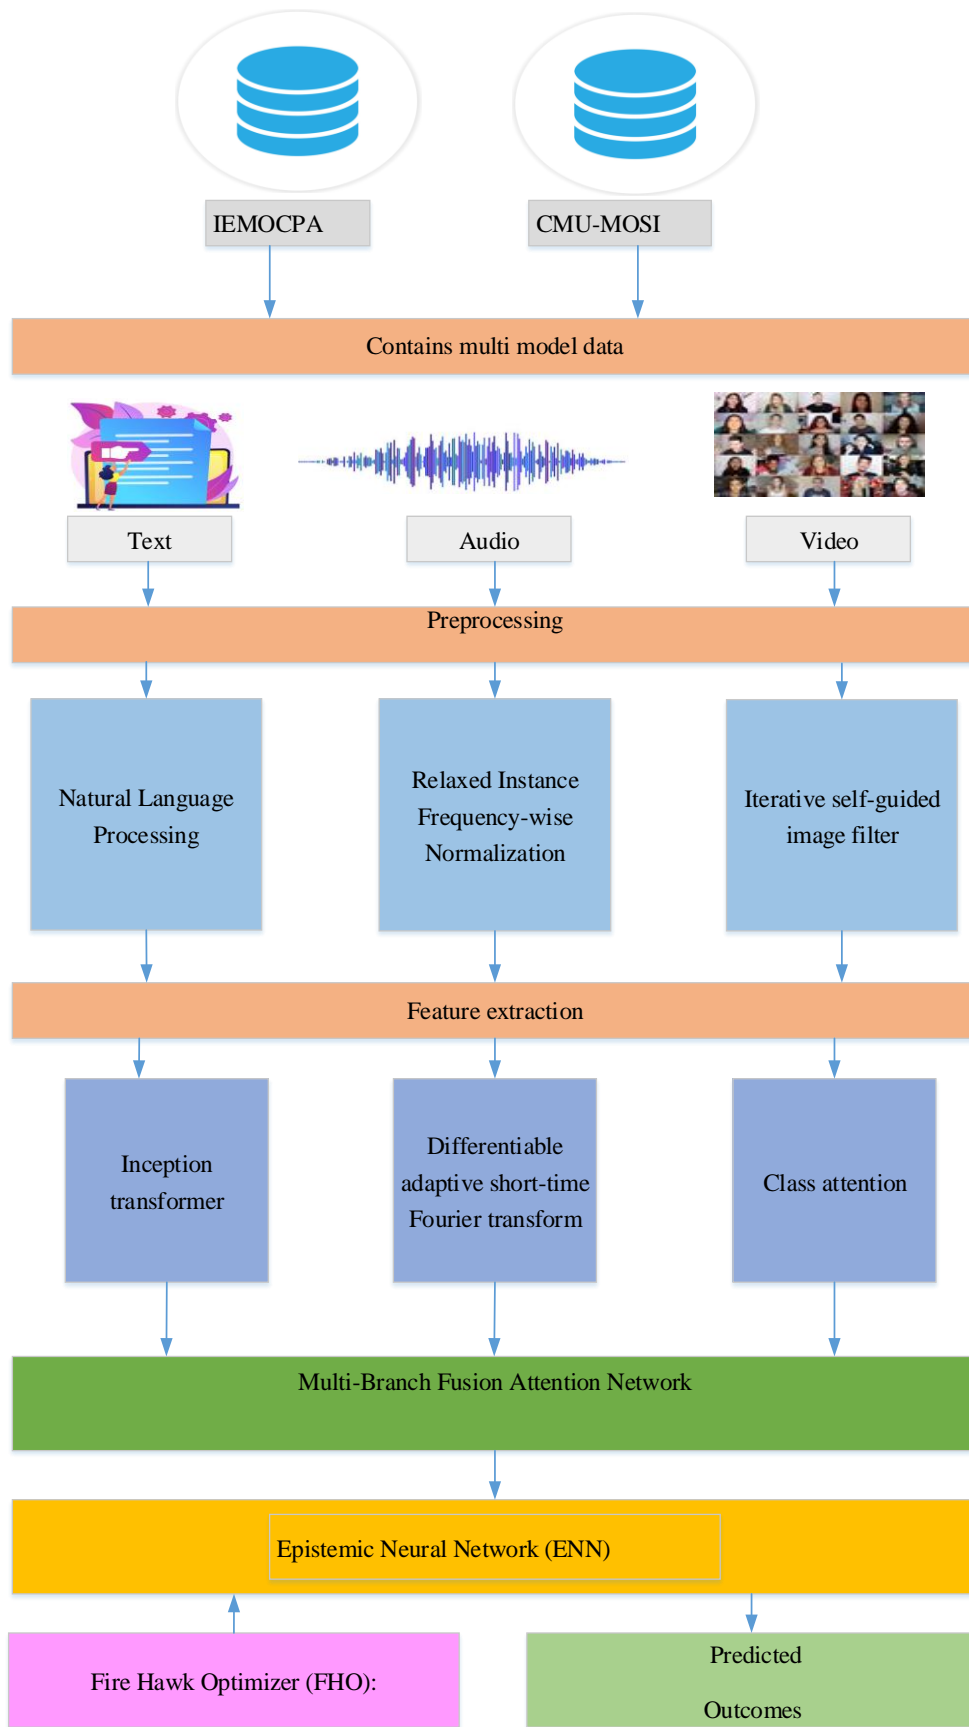 IEMOCPA
CMU-MOSI
Contains multi model data
Text
Audio
Video
Preprocessing
Natural Language
Processing
Relaxed Instance
Frequency-wise
Normalization
Iterative self-guided
image filter
Feature extraction
Inception
transformer
Differentiable
adaptive short-time
Fourier transform
Class attention
Multi-Branch Fusion Attention Network
Epistemic Neural Network (ENN)
Fire Hawk Optimizer (FHO):
Predicted
Outcomes